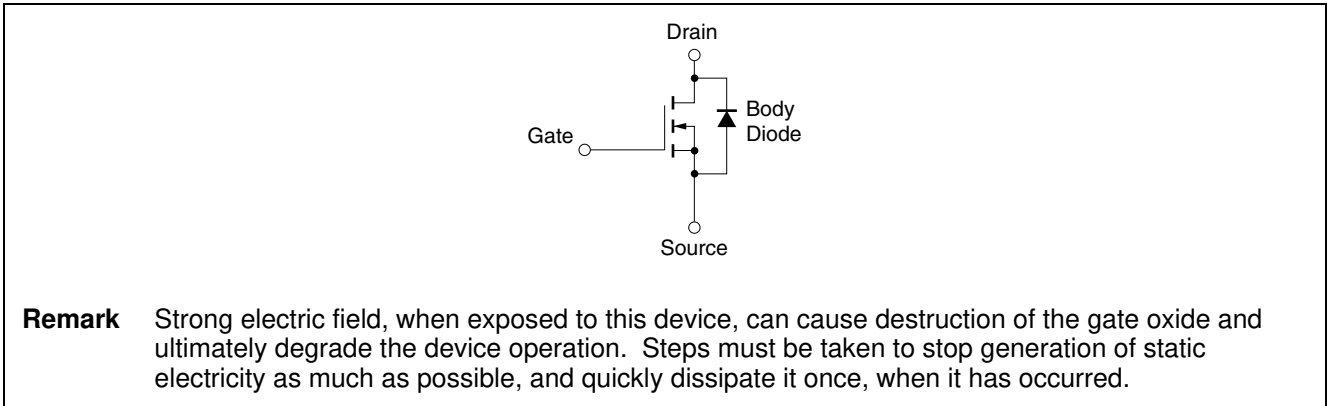 Drain
Body
Diode
Gate
Source
Remark Strong electric field, when exposed to this device, can cause destruction of the gate oxide and
ultimately degrade the device operation. Steps must be taken to stop generation of static
electricity as much as possible, and quickly dissipate it once, when it has occurred.